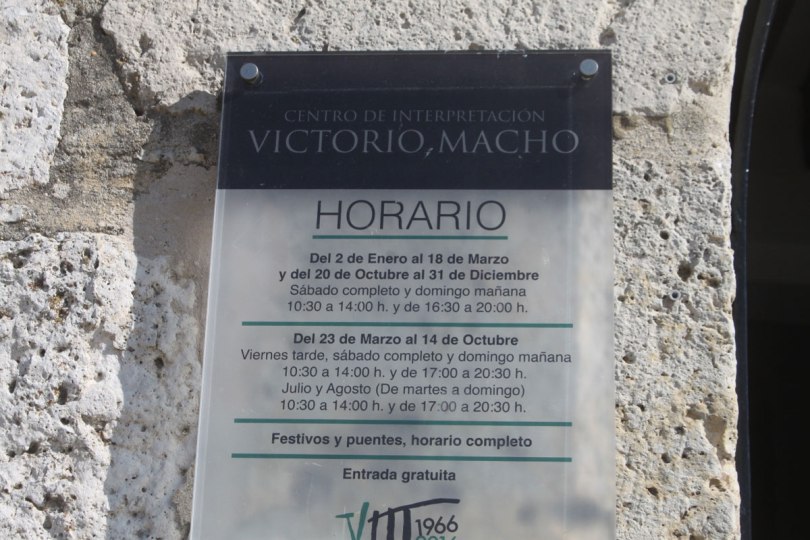 CENTRO DE INTERPRETACIÓN
VICTORIO MACHO
HORARIO
Del 2 de Enero al 18 de Marzo
y del 20 de Octubre al 31 de Diciembre
Sábado completo y domingo mañana
10:30 a 14:00 h. y de 16:30 a 20:00 h.
Del 23 de Marzo al 14 de Octubre
Viernes tarde, sábado completo y domingo mañana
10:30 a 14:00 h. y de 17:00 a 20:30 h.
Julio y Agosto (De martes a domingo)
10:30 a 14:00 h. y de 17:00 a 20:30 h.
Festivos y puentes, horario completo
Entrada gratuita
1966